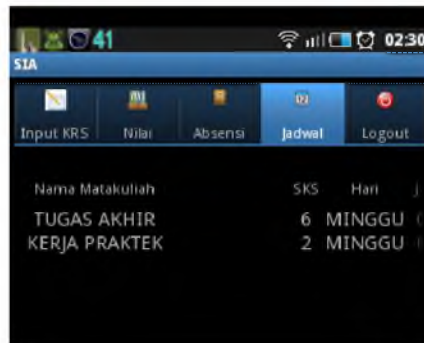 41 02:30
SIA
Input KRS Nilai Absensi Jadwal Logout
Nama Matakuliah SKS Hari J
TUGAS AKHIR 6 MINGGU
KERJA PRAKTEK 2 MINGGU